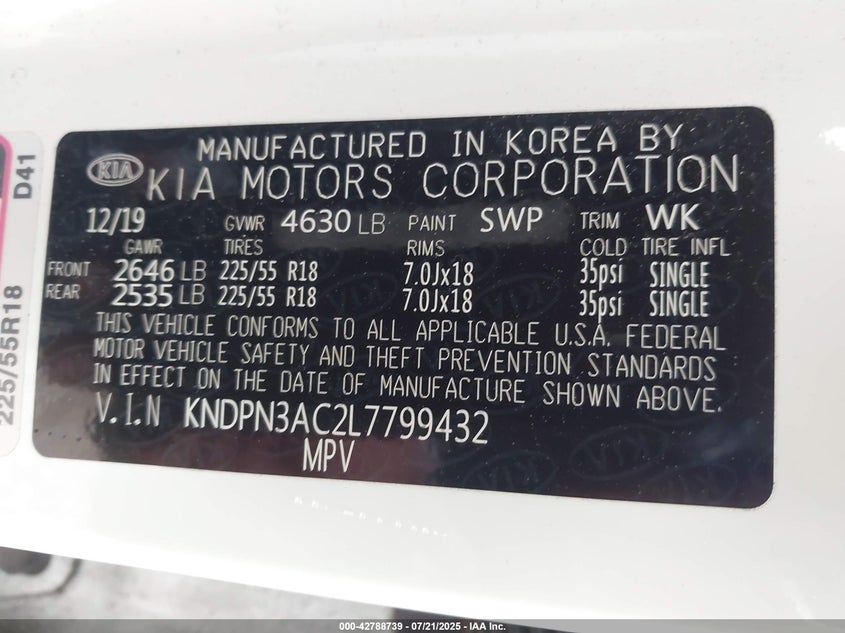 MANUFACTURED IN KOREA BY
KIA KIA MOTORS CORPORATION
12/19 GVWR 4630 LB PAINT SWP TRIM WK
GAWR TIRES RIMS COLD TIRE INFL
FRONT 2646 LB 225/55 R18 7.0Jx18 35psi SINGLE
REAR 2535 LB 225/55 R18 7.0Jx18 35psi SINGLE
THIS VEHICLE CONFORMS TO ALL APPLICABLE U.S.A. FEDERAL
MOTOR VEHICLE SAFETY AND THEFT PREVENTION STANDARDS
IN EFFECT ON THE DATE OF MANUFACTURE SHOWN ABOVE.
V.I.N KNDPN3AC2L7799432
MPV
225/55R18 D41
000-42788739 - 07/21/2025 - IAA Inc.